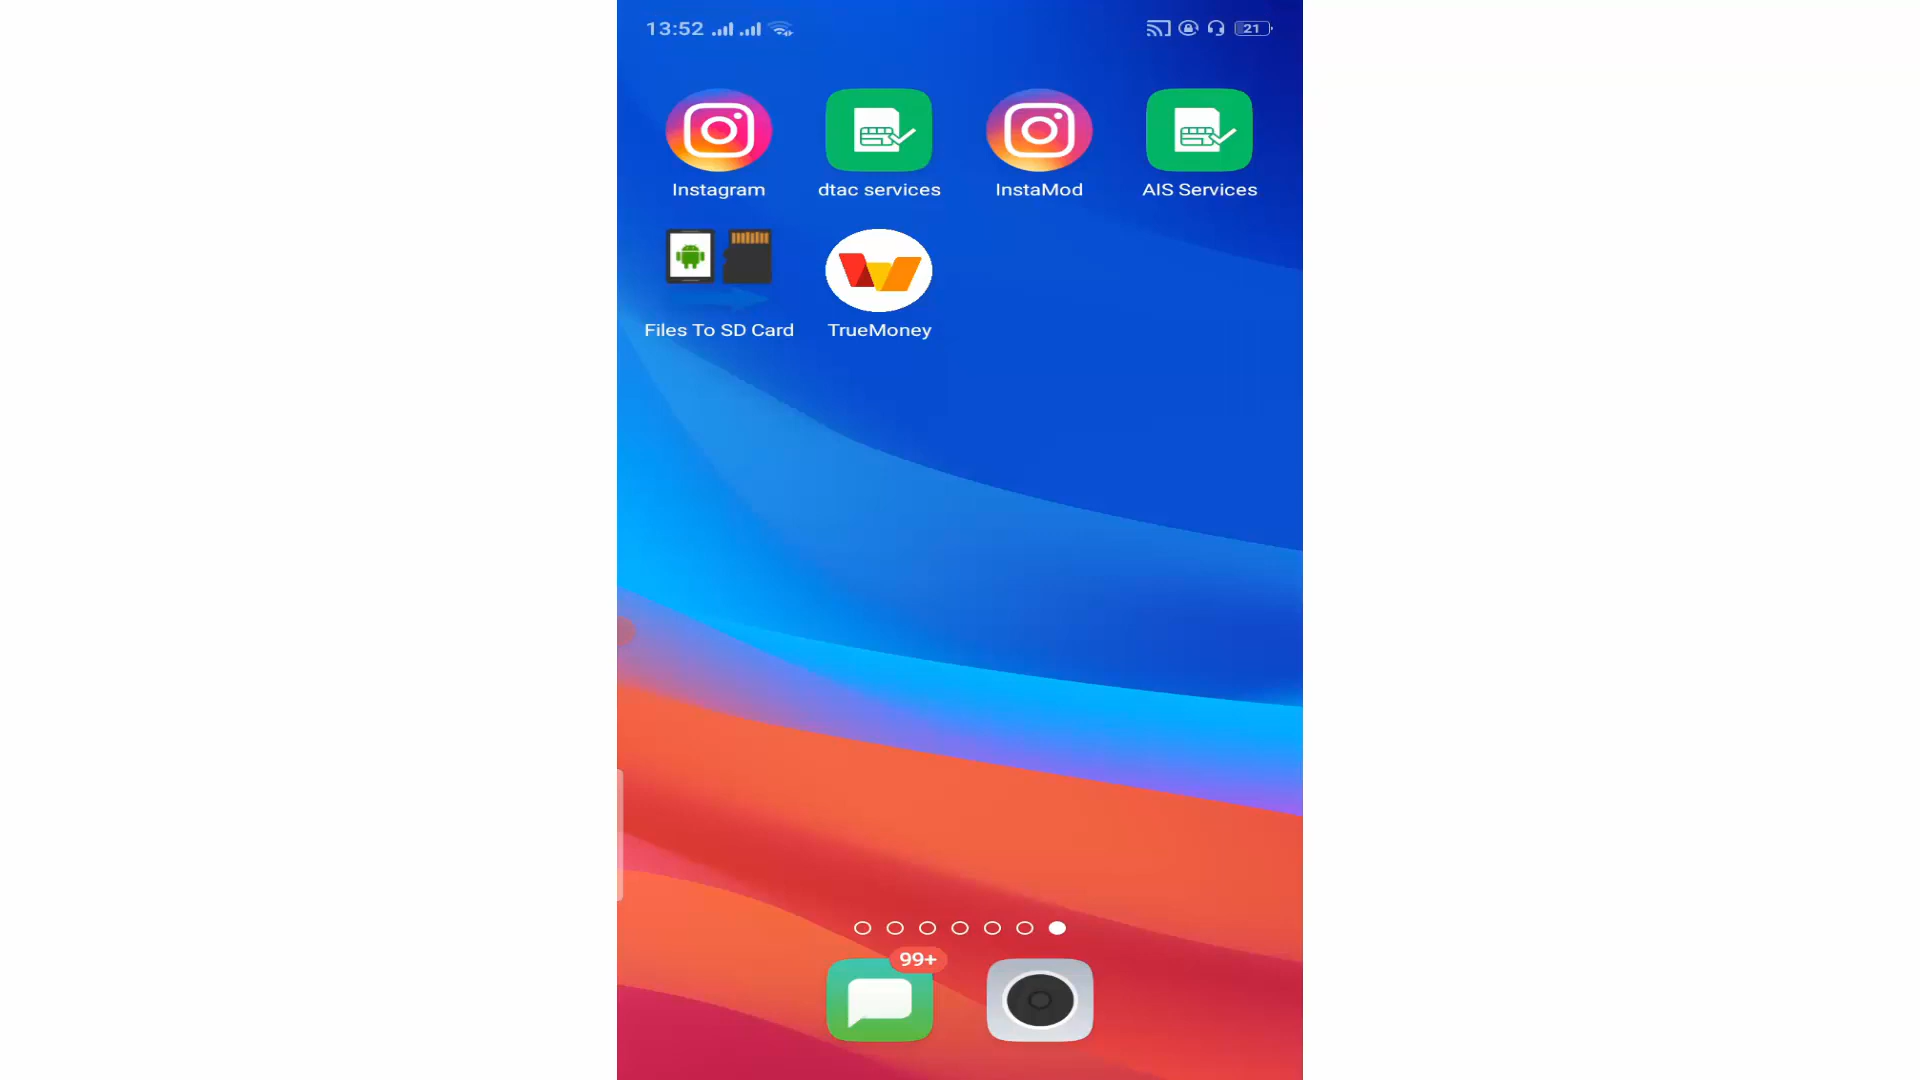 13:52 21
Instagram dtac services InstaMod AIS Services
Files To SD Card TrueMoney
99+